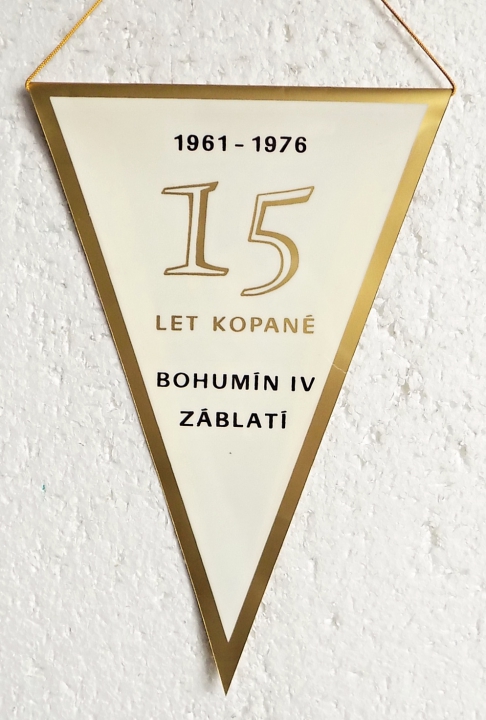 1961 – 1976
15
LET KOPANÉ
BOHUMÍN IV
ZÁBLATÍ